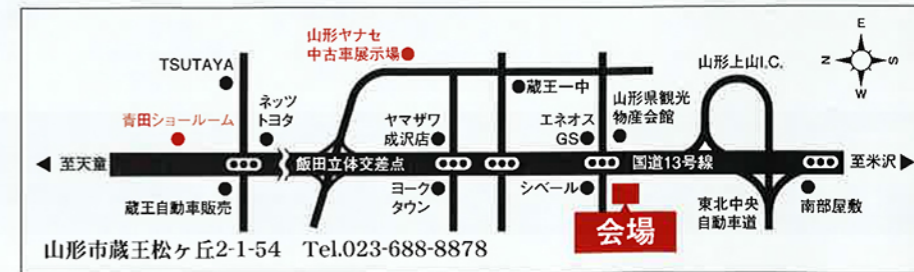 山形ヤナセ
中古車展示場
TSUTAYA
ネッツ
トヨタ
青田ショールーム
ヤマザワ
成沢店
蔵王一中
エネオス
GS
山形県観光
物産会館
山形上山I.C.
E
N
S
W
至天童
飯田立体交差点
国道13号線
至米沢
蔵王自動車販売
ヨーク
タウン
シベール
会場
東北中央
自動車道
南部屋敷
山形市蔵王松ヶ丘2-1-54 Tel.023-688-8878